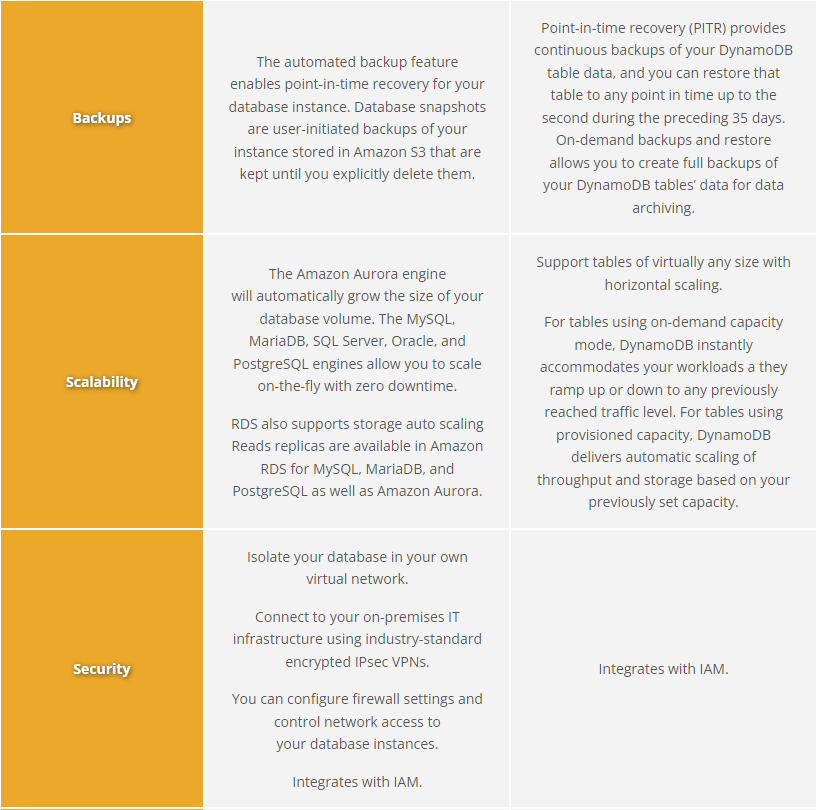 Backups
The automated backup feature
enables point-in-time recovery for your
database instance. Database snapshots
are user-initiated backups of your
instance stored in Amazon S3 that are
kept until you explicitly delete them.
Point-in-time recovery (PITR) provides
continuous backups of your DynamoDB
table data, and you can restore that
table to any point in time up to the
second during the preceding 35 days.
On-demand backups and restore
allows you to create full backups of
your DynamoDB tables’ data for data
archiving.
Scalability
The Amazon Aurora engine
will automatically grow the size of your
database volume. The MySQL,
MariaDB, SQL Server, Oracle, and
PostgreSQL engines allow you to scale
on-the-fly with zero downtime.
RDS also supports storage auto scaling
Reads replicas are available in Amazon
RDS for MySQL, MariaDB, and
PostgreSQL as well as Amazon Aurora.
Support tables of virtually any size with
horizontal scaling.
For tables using on-demand capacity
mode, DynamoDB instantly
accommodates your workloads a they
ramp up or down to any previously
reached traffic level. For tables using
provisioned capacity, DynamoDB
delivers automatic scaling of
throughput and storage based on your
previously set capacity.
Security
Isolate your database in your own
virtual network.
Connect to your on-premises IT
infrastructure using industry-standard
encrypted IPsec VPNs.
You can configure firewall settings and
control network access to
your database instances.
Integrates with IAM.
Integrates with IAM.